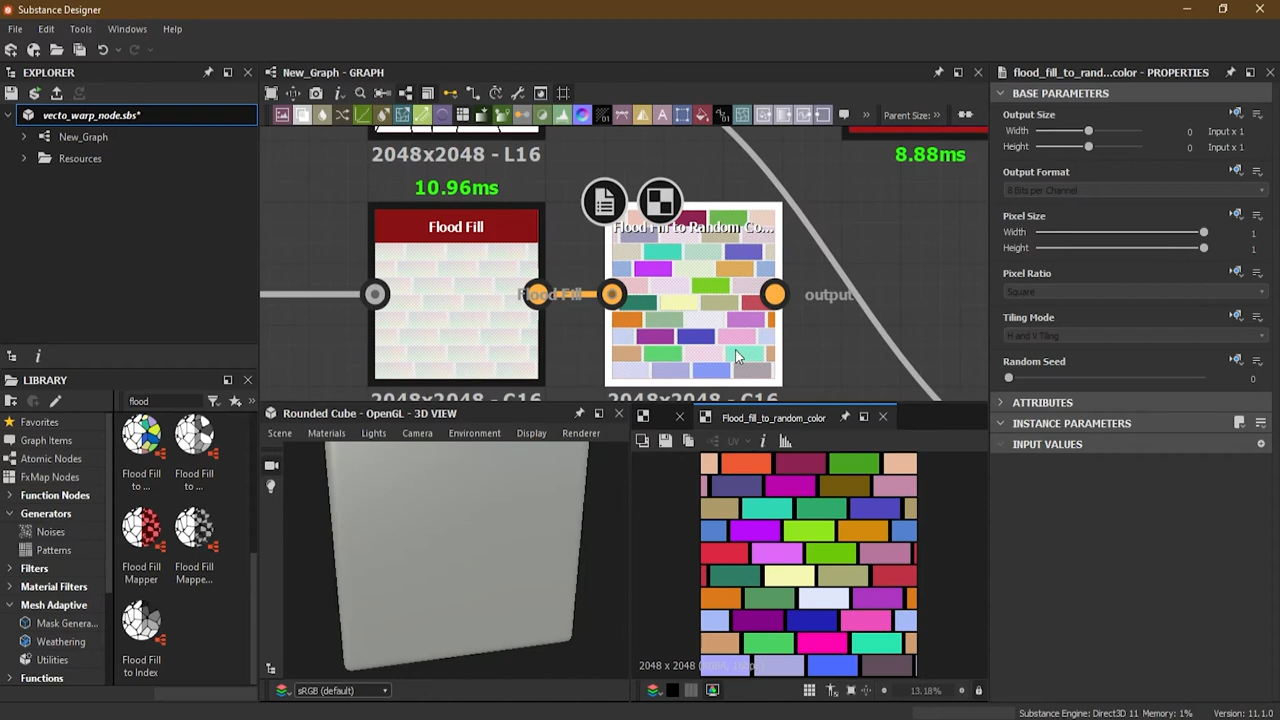 Substance Designer
File Edit Tools Windows Help
EXPLORER
vecto_warp_node.sbs*
New_Graph
Resources
New_Graph - GRAPH
Parent Size:
2048x2048 - L16
8.88ms
10.96ms
Flood Fill
Flood Fill to Random Co...
Flood Fill
output
2048x2048 - C16
2048x2048 - C16
LIBRARY
flood
Favorites
Graph Items
Atomic Nodes
FxMap Nodes
Function Nodes
Generators
Noises
Patterns
Filters
Material Filters
Mesh Adaptive
Mask Genera...
Weathering
Utilities
Functions
Flood Fill to ...
Flood Fill to ...
Flood Fill Mapper
Flood Fill Mappe...
Flood Fill to Index
Rounded Cube - OpenGL - 3D VIEW
Scene Materials Lights Camera Environment Display Renderer
sRGB (default)
Flood_fill_to_random_color
UV
2048 x 2048 (RGBA, 16bpc)
13.18%
flood_fill_to_rand...color - PROPERTIES
BASE PARAMETERS
Output Size
Width 0 Input x 1
Height 0 Input x 1
Output Format
8 Bits per Channel
Pixel Size
Width 1
Height 1
Pixel Ratio
Square
Tiling Mode
H and V Tiling
Random Seed
0
ATTRIBUTES
INSTANCE PARAMETERS
INPUT VALUES
Substance Engine: Direct3D 11 Memory: 1% Version: 11.1.0